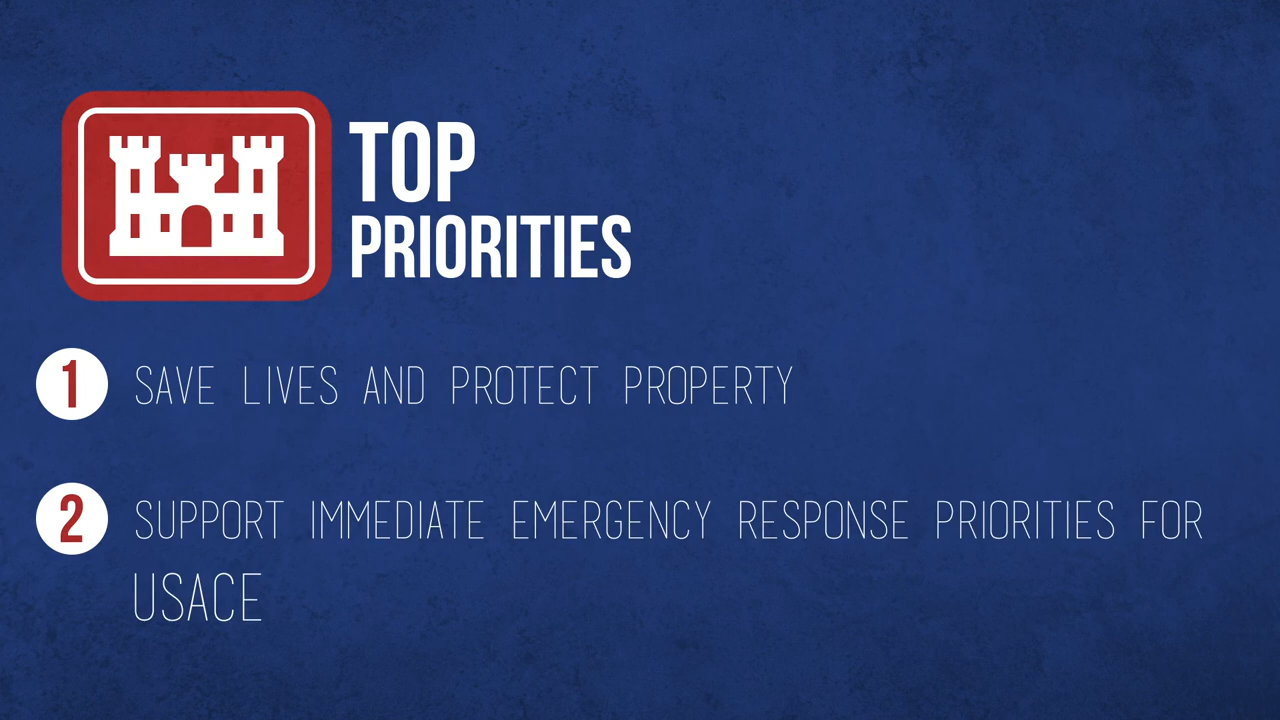 TOP
PRIORITIES
1 SAVE LIVES AND PROTECT PROPERTY
2 SUPPORT IMMEDIATE EMERGENCY RESPONSE PRIORITIES FOR
USACE